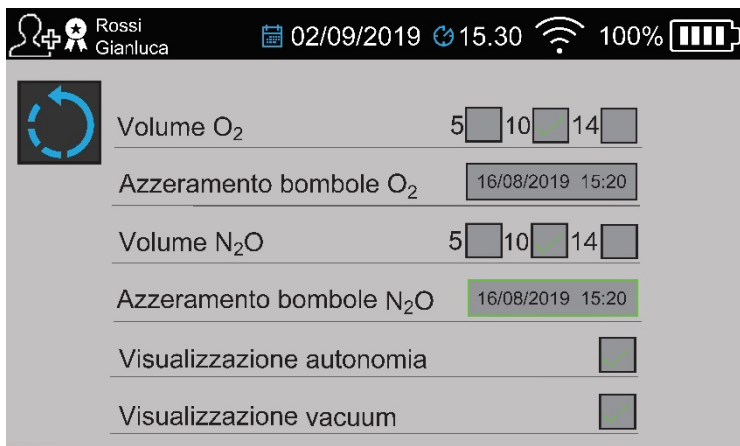 Rossi
Gianluca
02/09/2019 15.30 100%
Volume O₂ 5 10 14
Azzeramento bombole O₂ 16/08/2019 15:20
Volume N₂O 5 10 14
Azzeramento bombole N₂O 16/08/2019 15:20
Visualizzazione autonomia
Visualizzazione vacuum